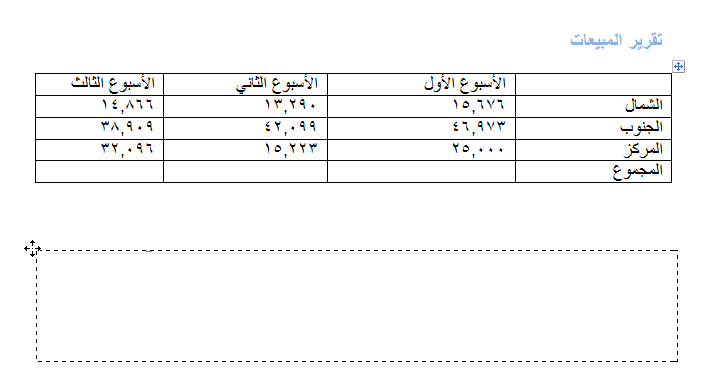 تقرير المبيعات
الأسبوع الأول الأسبوع الثاني الأسبوع الثالث
الشمال ١٥,٦٧٦ ١٣,٢٩٠ ١٤,٨٦٦
الجنوب ٤٦,٩٧٣ ٤٢,٠٩٩ ٣٨,٩٠٩
المركز ٢٥,٠٠٠ ١٥,٢٢٣ ٣٢,٠٩٦
المجموع